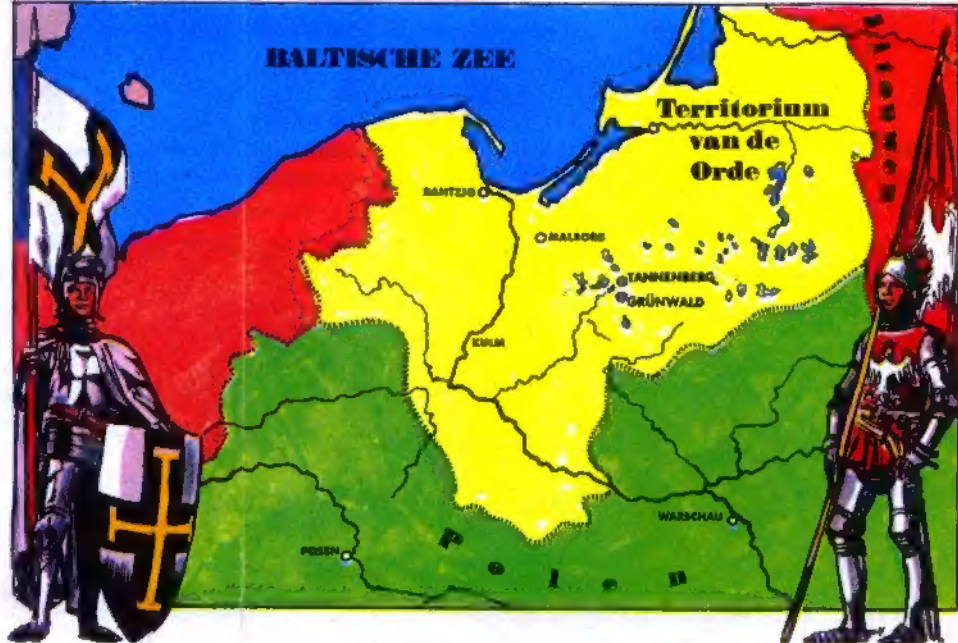 BALTISCHE ZEE
Territorium
van de
Orde
DANTZIG
MALBORG
TANNENBERG
GRÜNWALD
KULM
WARSCHAU
POSEN
Polen